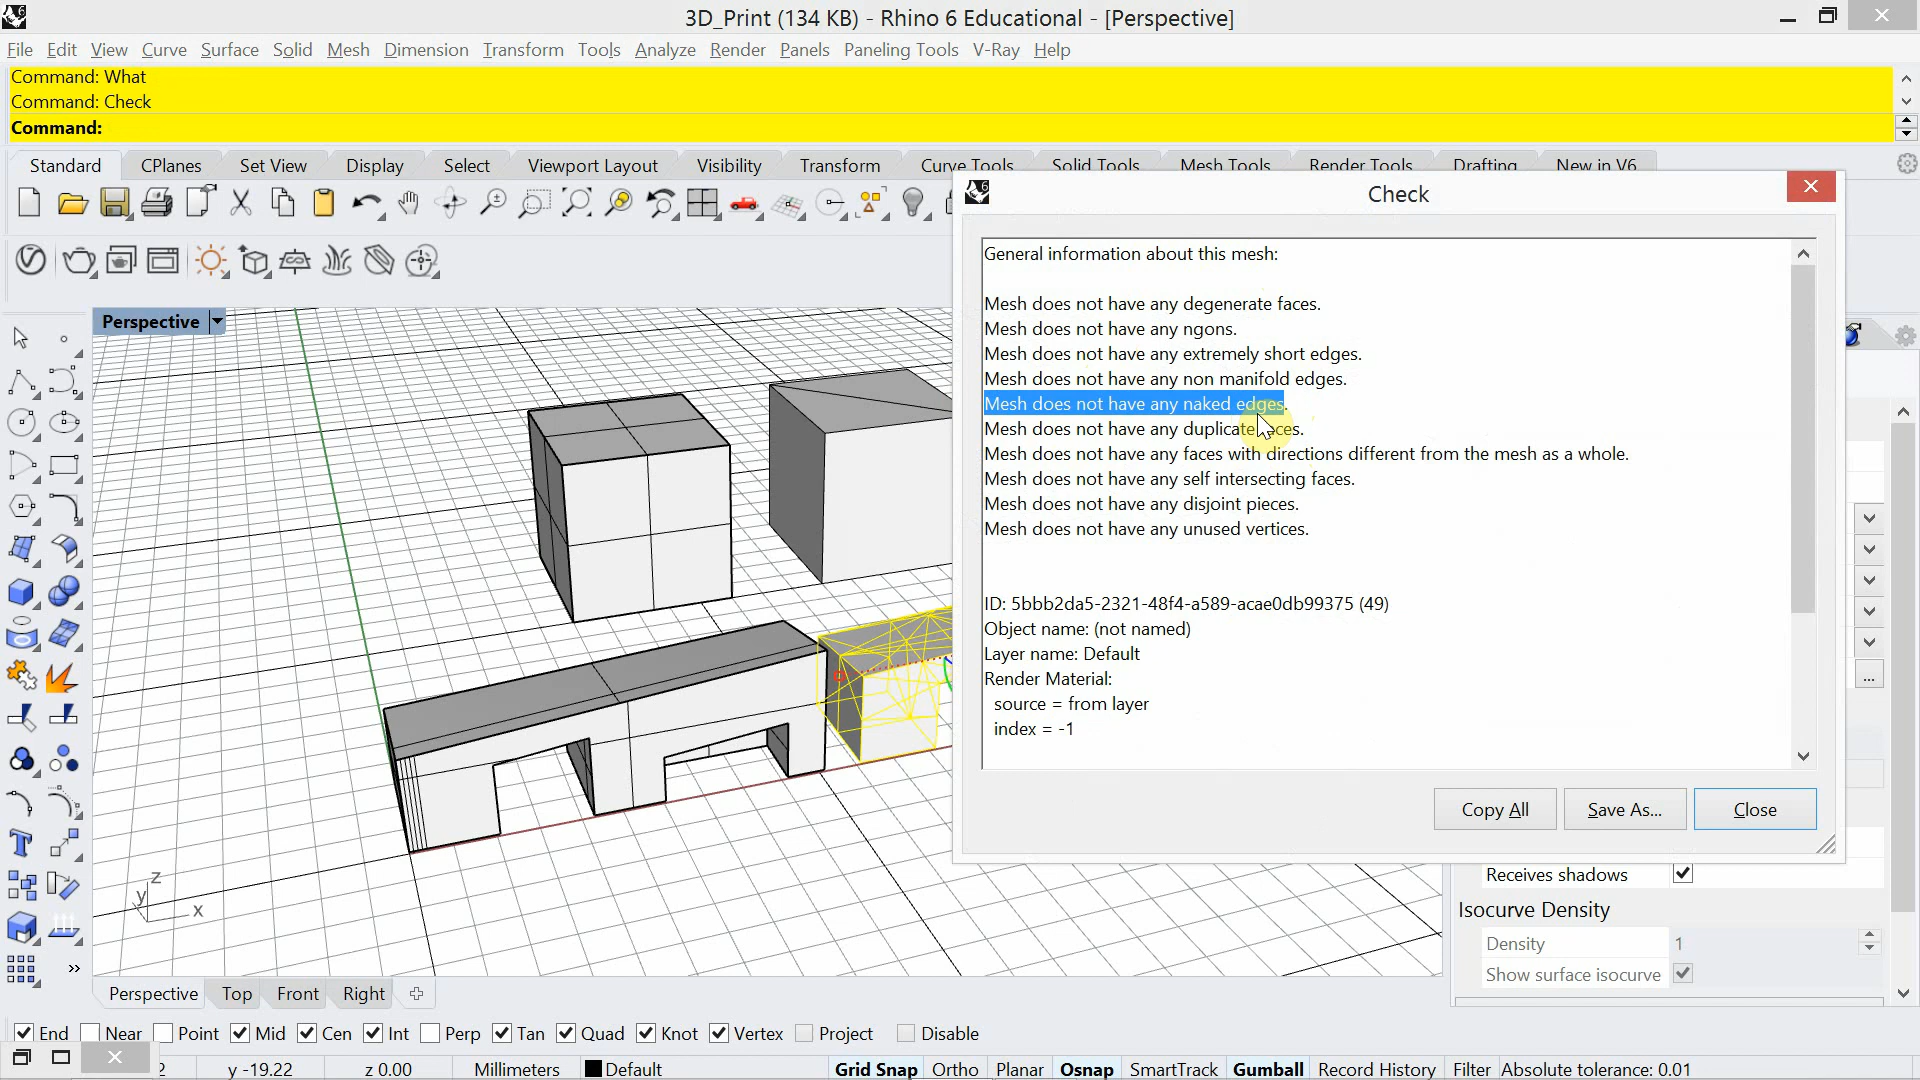 3D_Print (134 KB) - Rhino 6 Educational - [Perspective]
File Edit View Curve Surface Solid Mesh Dimension Transform Tools Analyze Render Panels Paneling Tools V-Ray Help
Command: What
Command: Check
Command:
Standard CPlanes Set View Display Select Viewport Layout Visibility Transform Curve Tools Solid Tools Mesh Tools Render Tools Drafting New in V6
Check
General information about this mesh:
Mesh does not have any degenerate faces.
Mesh does not have any ngons.
Mesh does not have any extremely short edges.
Mesh does not have any non manifold edges.
Mesh does not have any naked edges.
Mesh does not have any duplicate faces.
Mesh does not have any faces with directions different from the mesh as a whole.
Mesh does not have any self intersecting faces.
Mesh does not have any disjoint pieces.
Mesh does not have any unused vertices.
ID: 5bbb2da5-2321-48f4-a589-acae0db99375 (49)
Object name: (not named)
Layer name: Default
Render Material:
source = from layer
index = -1
Copy All Save As... Close
Perspective
z
y
x
...
Receives shadows
Isocurve Density
Density 1
Show surface isocurve
Perspective Top Front Right
End Near Point Mid Cen Int Perp Tan Quad Knot Vertex Project Disable
2 y -19.22 z 0.00 Millimeters Default Grid Snap Ortho Planar Osnap SmartTrack Gumball Record History Filter Absolute tolerance: 0.01